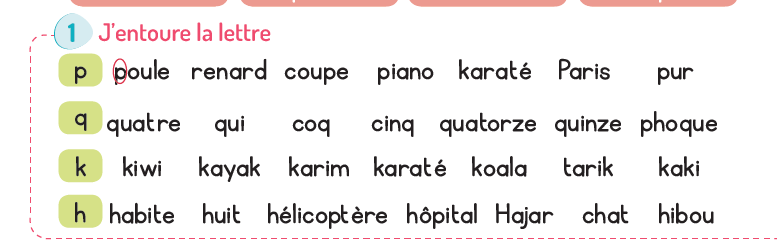 1 J'entoure la lettre
p poule renard coupe piano karaté Paris pur
q quatre qui coq cinq quatorze quinze phoque
k kiwi kayak karim karaté koala tarik kaki
h habite huit hélicoptère hôpital Hajar chat hibou